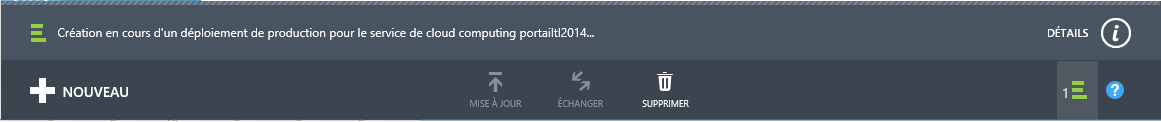 Création en cours d'un déploiement de production pour le service de cloud computing portailtl2014...
DÉTAILS
NOUVEAU
MISE À JOUR
ÉCHANGER
SUPPRIMER
1
?